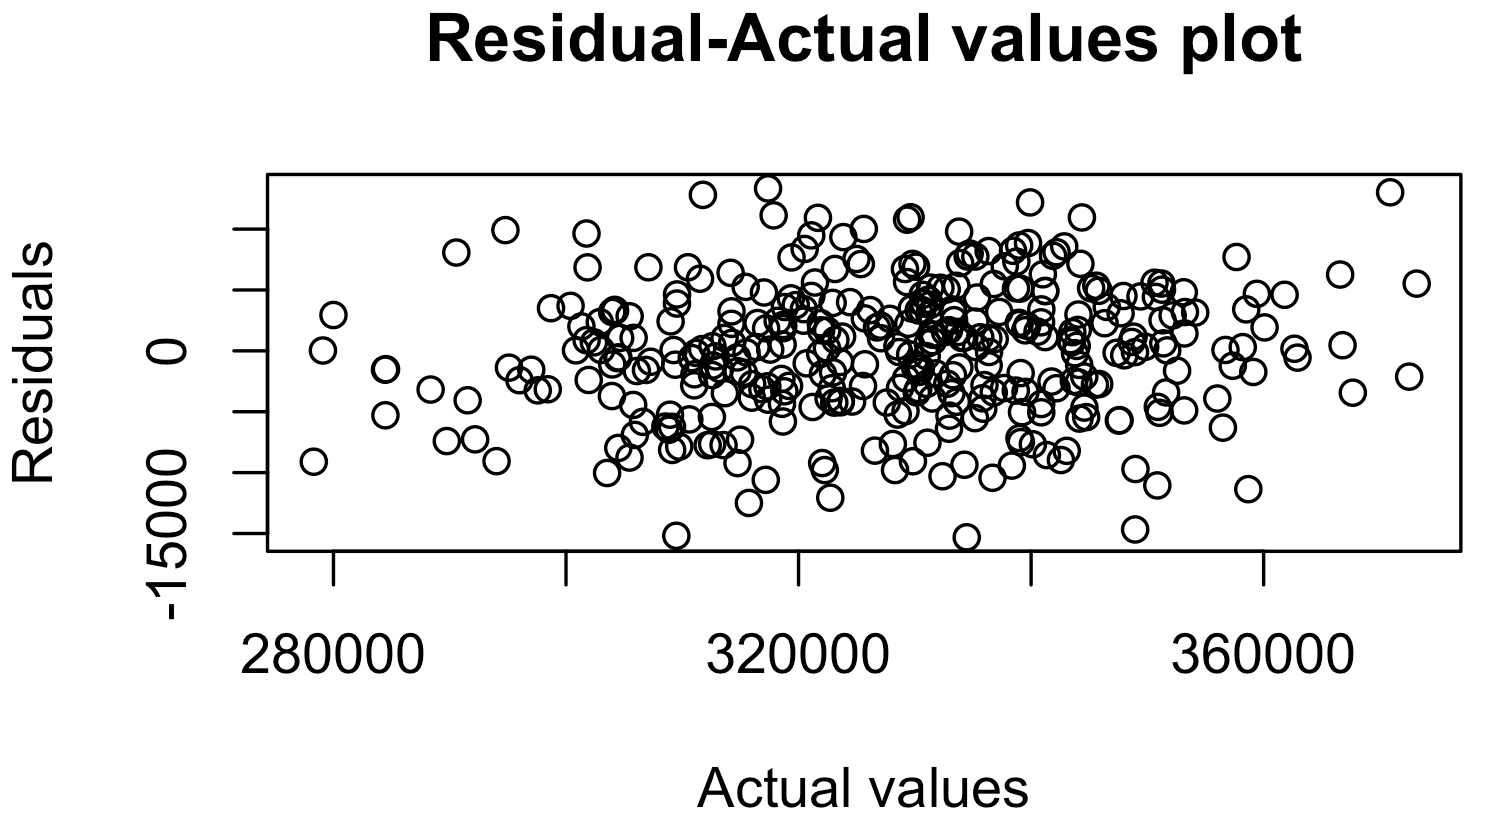 Residual-Actual values plot
Residuals
0
-15000
280000 320000 360000
Actual values